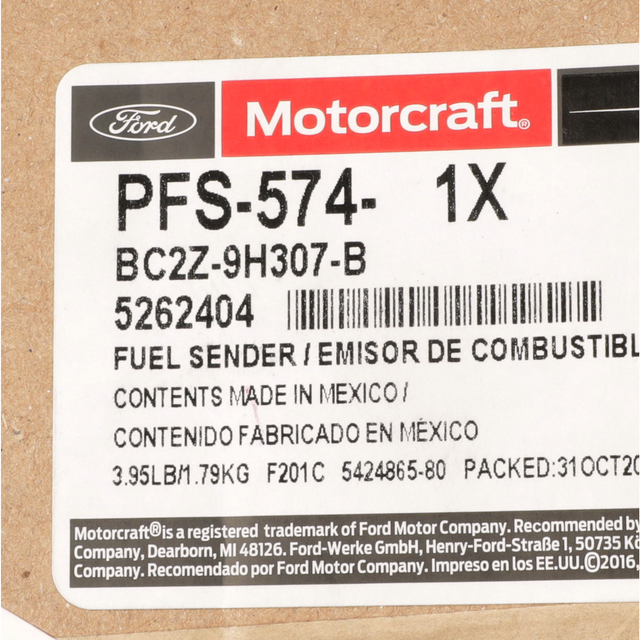 Ford Motorcraft®
PFS-574- 1X
BC2Z-9H307-B
5262404
FUEL SENDER / EMISOR DE COMBUSTIBL
CONTENTS MADE IN MEXICO /
CONTENIDO FABRICADO EN MÉXICO
3.95LB/1.79KG F201C 5424865-80 PACKED:31OCT20
Motorcraft® is a registered trademark of Ford Motor Company. Recommended by
Company, Dearborn, MI 48126. Ford-Werke GmbH, Henry-Ford-Straße 1, 50735 Kö
Company. Recomendado por Ford Motor Company. Impreso en los EE.UU.©2016,